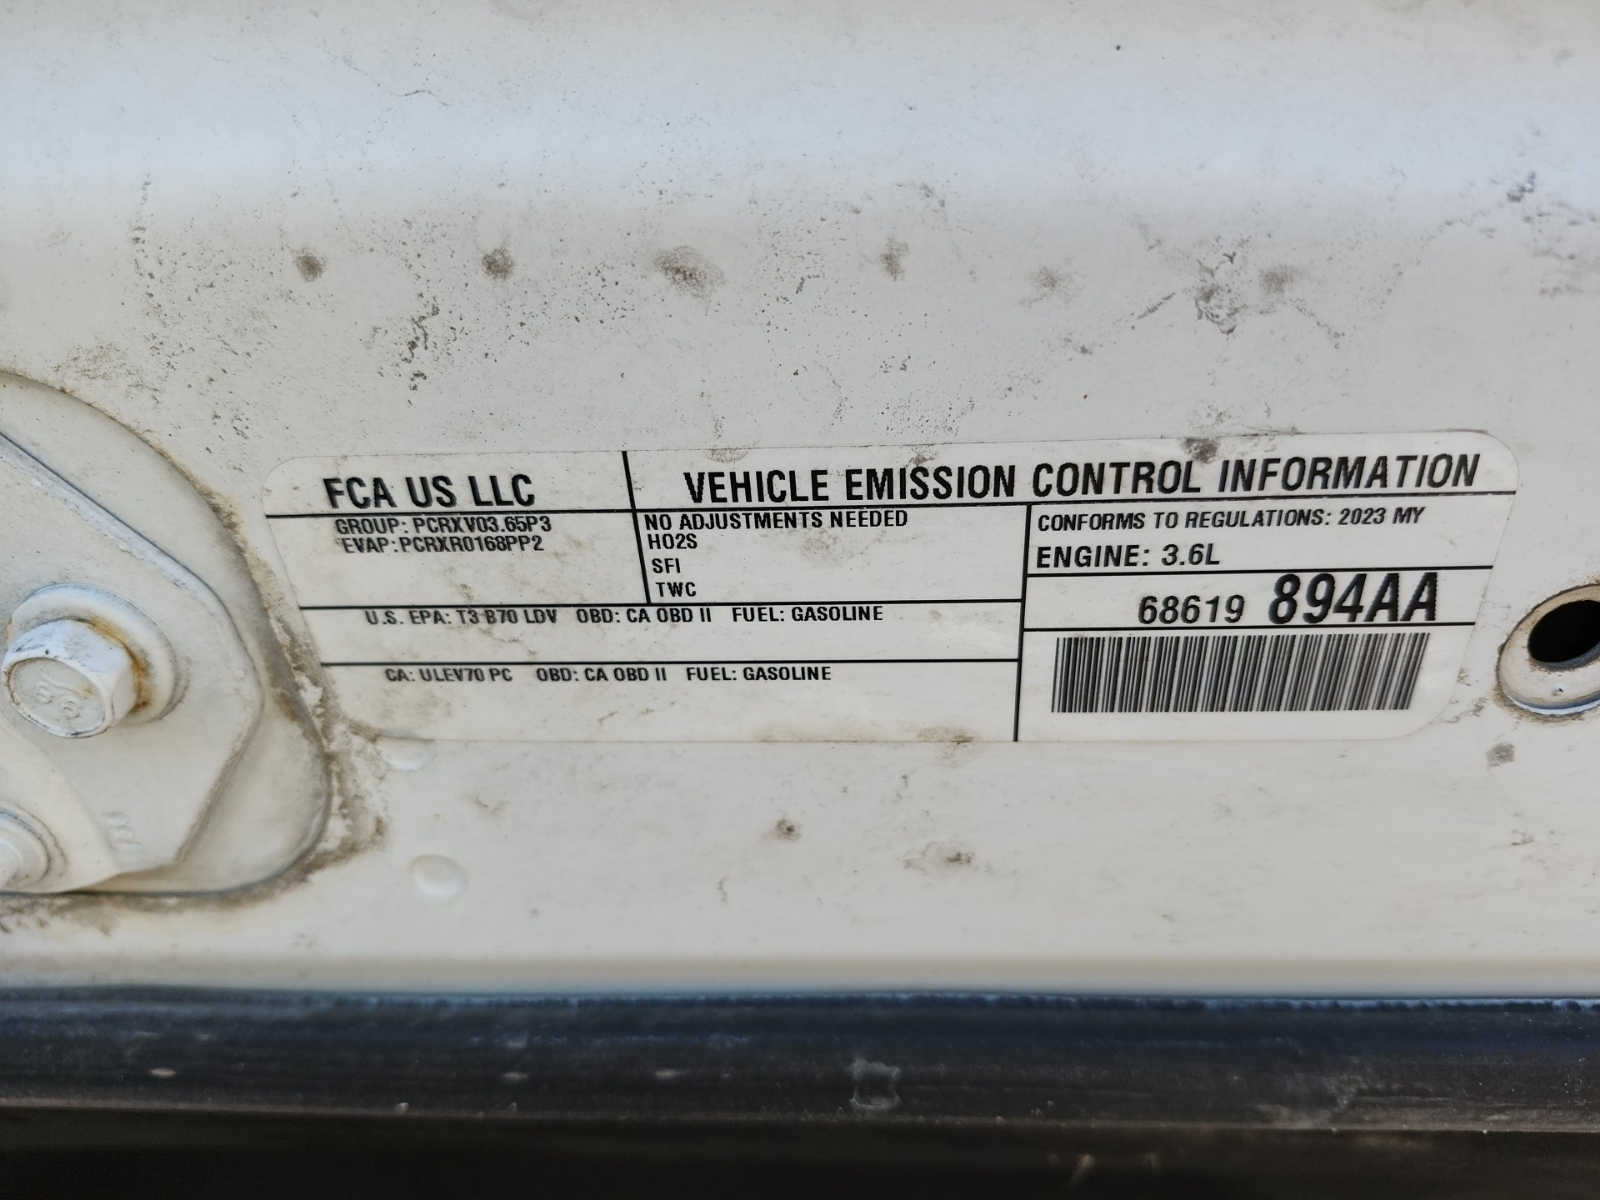 FCA US LLC
VEHICLE EMISSION CONTROL INFORMATION
GROUP: PCRXV03.65P3
EVAP: PCRXR0168PP2
NO ADJUSTMENTS NEEDED
HO2S
SFI
TWC
CONFORMS TO REGULATIONS: 2023 MY
ENGINE: 3.6L
68619 894AA
U.S. EPA: T3 B70 LDV OBD: CA OBD II FUEL: GASOLINE
CA: ULEV70 PC OBD: CA OBD II FUEL: GASOLINE